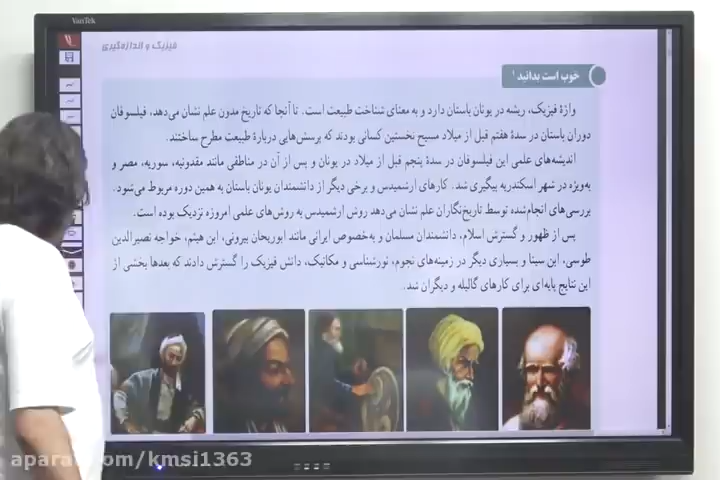 VanTek
فیزیک و اندازه‌گیری
خوب است بدانید ۱
واژهٔ فیزیک، ریشه در یونان باستان دارد و به معنای شناخت طبیعت است. تا آنجا که تاریخ مدون علم نشان می‌دهد، فیلسوفان
دوران باستان در سدهٔ هفتم قبل از میلاد مسیح نخستین کسانی بودند که پرسش‌هایی دربارهٔ طبیعت مطرح ساختند.
اندیشه‌های علمی این فیلسوفان در سدهٔ پنجم قبل از میلاد در یونان و پس از آن در مناطقی مانند مقدونیه، سوریه، مصر و
به‌ویژه در شهر اسکندریه پیگیری شد. کارهای ارشمیدس و برخی دیگر از دانشمندان یونان باستان به همین دوره مربوط می‌شود.
بررسی‌های انجام‌شده توسط تاریخ‌نگاران علم نشان می‌دهد روش ارشمیدس به روش‌های علمی امروزه نزدیک بوده است.
پس از ظهور و گسترش اسلام، دانشمندان مسلمان و به‌خصوص ایرانی مانند ابوریحان بیرونی، ابن هیثم، خواجه نصیرالدین
طوسی، ابن سینا و بسیاری دیگر در زمینه‌های نجوم، نورشناسی و مکانیک، دانش فیزیک را گسترش دادند که بعدها بخشی از
این نتایج پایه‌ای برای کارهای گالیله و دیگران شد.
aparat.com/kmsi1363